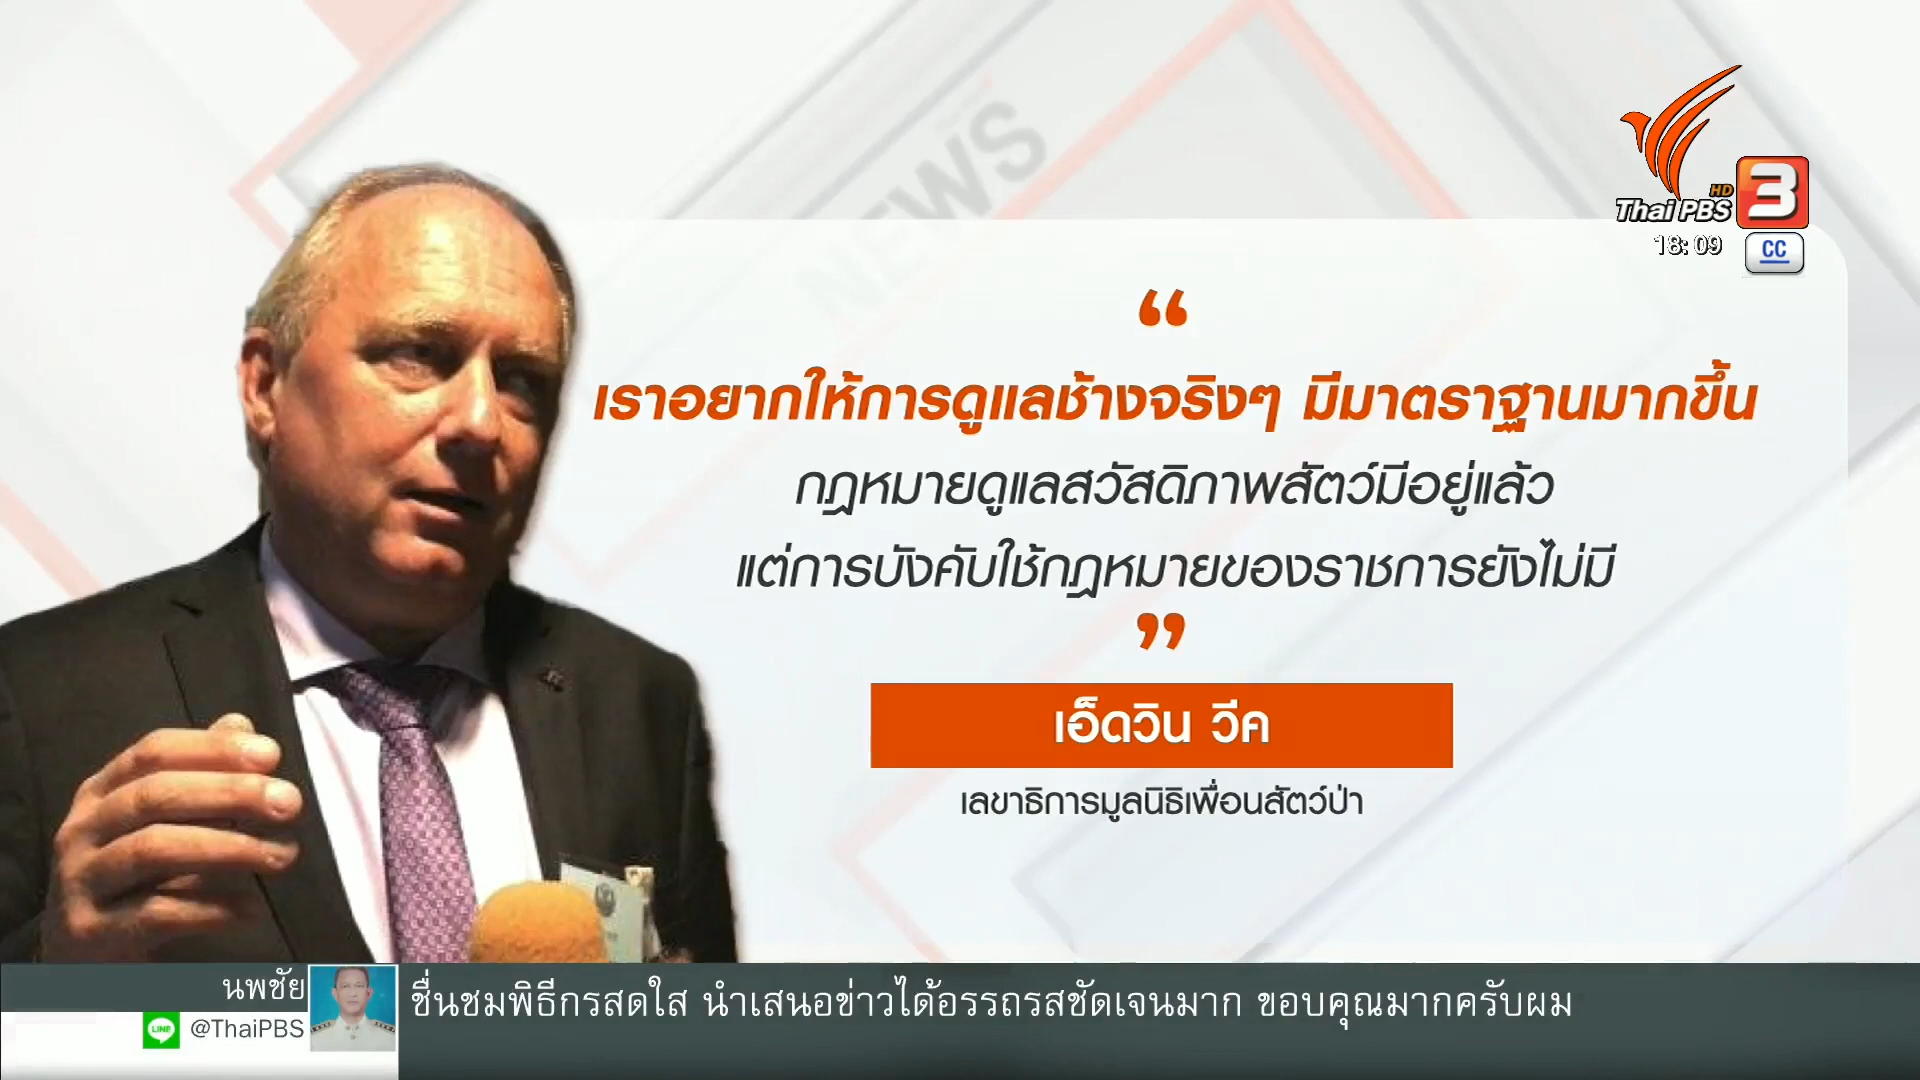 NEWS
Thai PBS
HD
3
18:09
CC
“
เราอยากให้การดูแลช้างจริงๆ มีมาตราฐานมากขึ้น
กฎหมายดูแลสวัสดิภาพสัตว์มีอยู่แล้ว
แต่การบังคับใช้กฎหมายของราชการยังไม่มี
”
เอ็ดวิน วีค
เลขาธิการมูลนิธิเพื่อนสัตว์ป่า
นพชัย
LINE @ThaiPBS
ชื่นชมพิธีกรสดใส นำเสนอข่าวได้อรรถรสชัดเจนมาก ขอบคุณมากครับผม